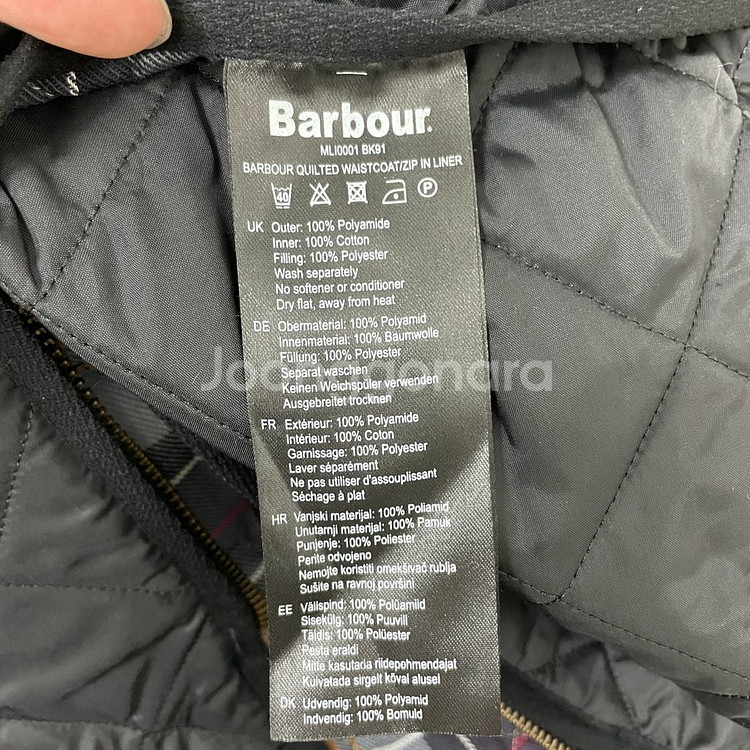 Barbour.
MLI0001 BK91
BARBOUR QUILTED WAISTCOAT/ZIP IN LINER
40
P
UK Outer: 100% Polyamide
Inner: 100% Cotton
Filling: 100% Polyester
Wash separately
No softener or conditioner
Dry flat, away from heat
DE Obermaterial: 100% Polyamid
Innenmaterial: 100% Baumwolle
Füllung: 100% Polyester
Separat waschen
Keinen Weichspüler verwenden
Ausgebreitet trocknen
FR Extérieur: 100% Polyamide
Intérieur: 100% Coton
Garnissage: 100% Polyester
Laver séparément
Ne pas utiliser d'assouplissant
Séchage à plat
HR Vanjski materijal: 100% Poliamid
Unutarnji materijal: 100% Pamuk
Punjenje: 100% Poliester
Perite odvojeno
Nemojte koristiti omekšivač rublja
Sušite na ravnoj površini
EE Välispind: 100% Polüamiid
Sisekülg: 100% Puuvill
Täidis: 100% Polüester
Pesta eraldi
Mitte kasutada riidepehmendajat
Kuivatada sirgelt kõval alusel
DK Udvendig: 100% Polyamid
Indvendig: 100% Bomuld